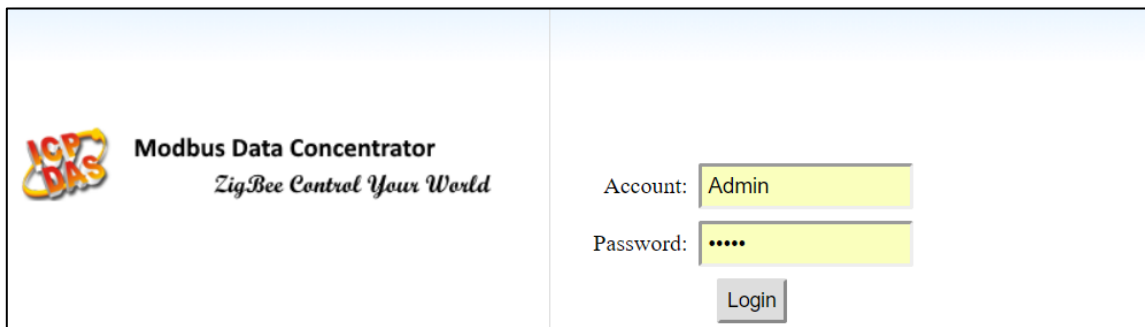 ICP
DAS
Modbus Data Concentrator
ZigBee Control Your World
Account: Admin
Password: •••••
Login